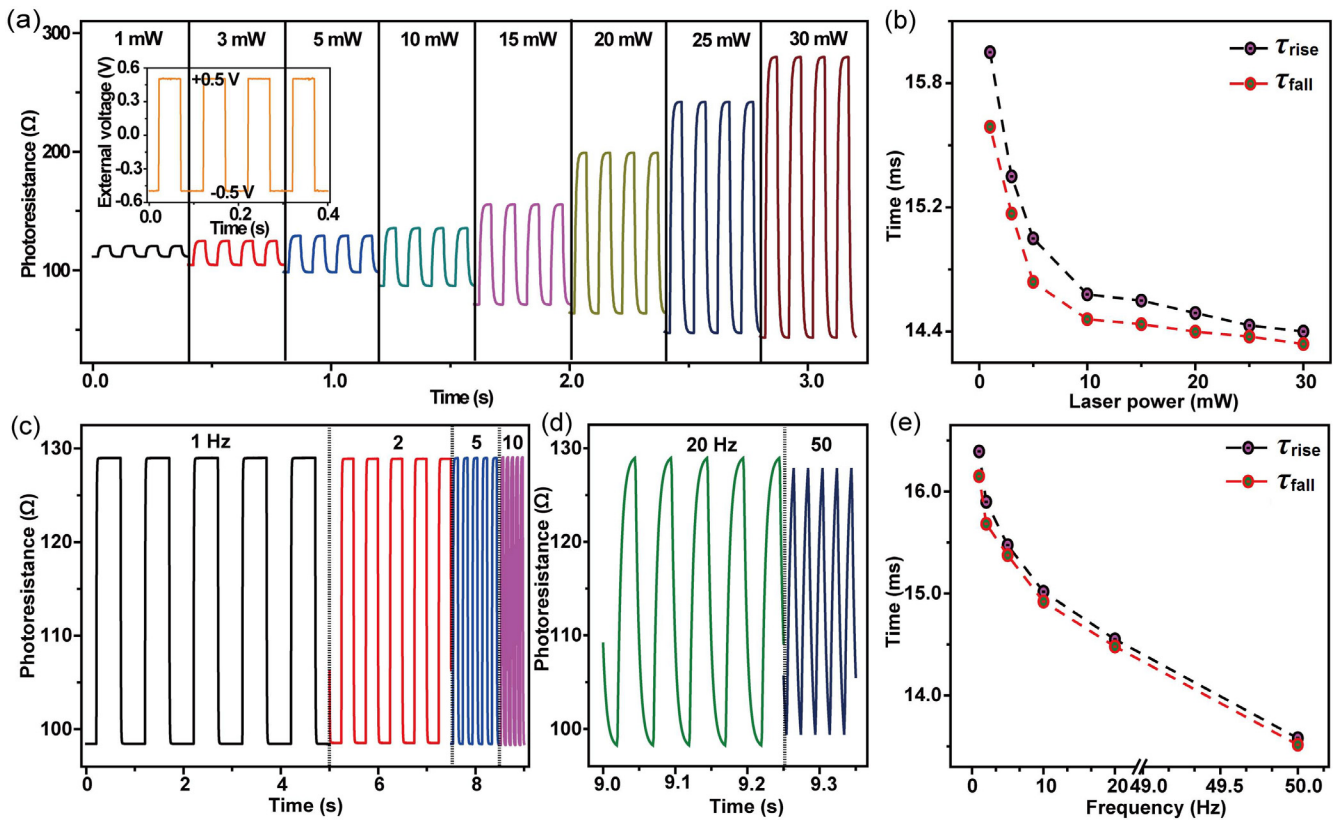 (a)
1 mW 3 mW 5 mW 10 mW 15 mW 20 mW 25 mW 30 mW
300
200
100
Photoresistance (Ω)
0.0 1.0 2.0 3.0
Time (s)
0.6
0.3
0.0
-0.3
-0.6
External voltage (V)
+0.5 V
-0.5 V
0.0 0.2 0.4
Time (s)
(b)
τrise
τfall
15.8
15.2
14.4
Time (ms)
0 10 20 30
Laser power (mW)
(c)
1 Hz 2 5 10
130
120
110
100
Photoresistance (Ω)
0 2 4 6 8
Time (s)
(d)
20 Hz 50
130
120
110
100
Photoresistance (Ω)
9.0 9.1 9.2 9.3
Time (s)
(e)
τrise
τfall
16.0
15.0
14.0
Time (ms)
0 10 20 49.0 49.5 50.0
Frequency (Hz)